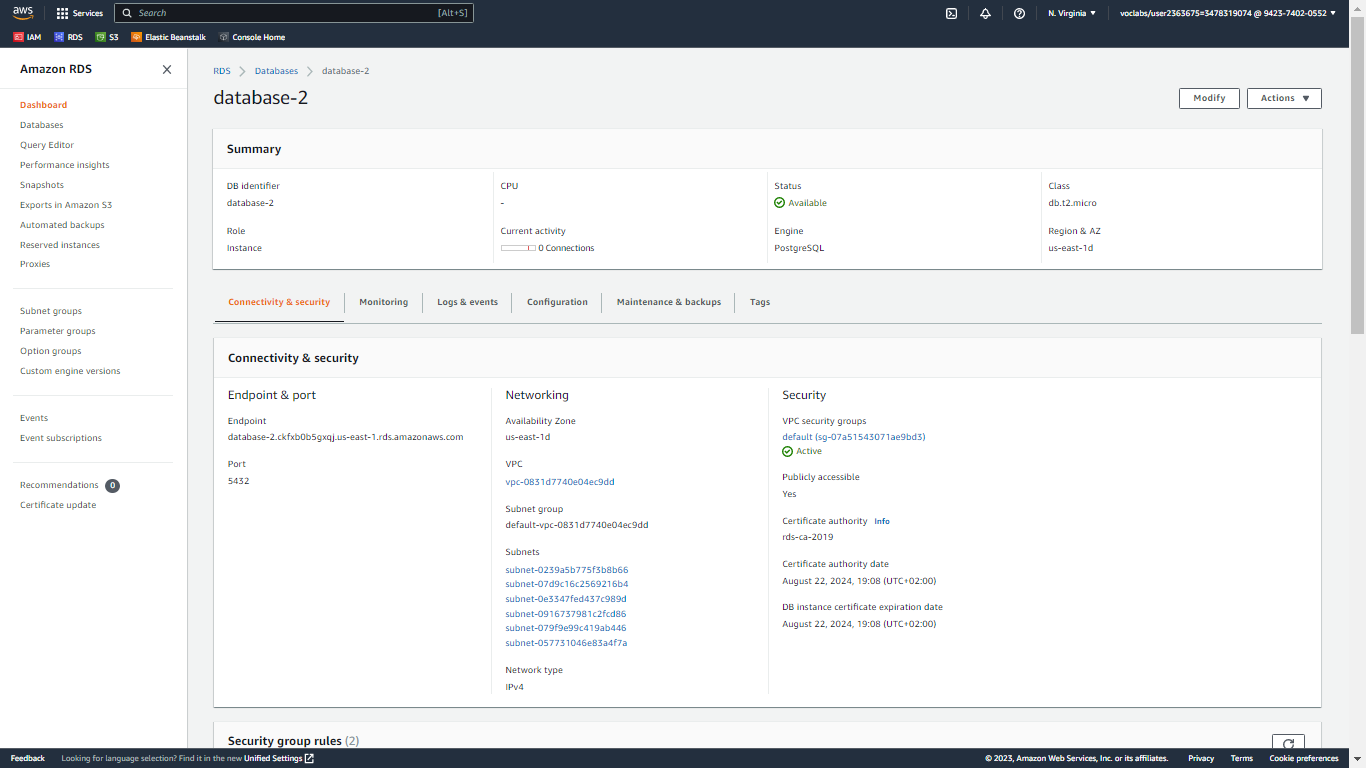 aws Services Search [Alt+S] N. Virginia voclabs/user2363675=3478319074 @ 9423-7402-0552
IAM RDS S3 Elastic Beanstalk Console Home
Amazon RDS
Dashboard
Databases
Query Editor
Performance insights
Snapshots
Exports in Amazon S3
Automated backups
Reserved instances
Proxies
Subnet groups
Parameter groups
Option groups
Custom engine versions
Events
Event subscriptions
Recommendations 0
Certificate update
RDS Databases database-2
database-2
Modify Actions
Summary
DB identifier
database-2
Role
Instance
CPU
-
Current activity
0 Connections
Status
Available
Engine
PostgreSQL
Class
db.t2.micro
Region & AZ
us-east-1d
Connectivity & security Monitoring Logs & events Configuration Maintenance & backups Tags
Connectivity & security
Endpoint & port
Endpoint
database-2.ckfxb0b5gxqj.us-east-1.rds.amazonaws.com
Port
5432
Networking
Availability Zone
us-east-1d
VPC
vpc-0831d7740e04ec9dd
Subnet group
default-vpc-0831d7740e04ec9dd
Subnets
subnet-0239a5b775f3b8b66
subnet-07d9c16c2569216b4
subnet-0e3347fed437c989d
subnet-0916737981c2fcd86
subnet-079f9e99c419ab446
subnet-057731046e83a4f7a
Network type
IPv4
Security
VPC security groups
default (sg-07a51543071ae9bd3)
Active
Publicly accessible
Yes
Certificate authority Info
rds-ca-2019
Certificate authority date
August 22, 2024, 19:08 (UTC+02:00)
DB instance certificate expiration date
August 22, 2024, 19:08 (UTC+02:00)
Security group rules (2)
Feedback Looking for language selection? Find it in the new Unified Settings © 2023, Amazon Web Services, Inc. or its affiliates. Privacy Terms Cookie preferences